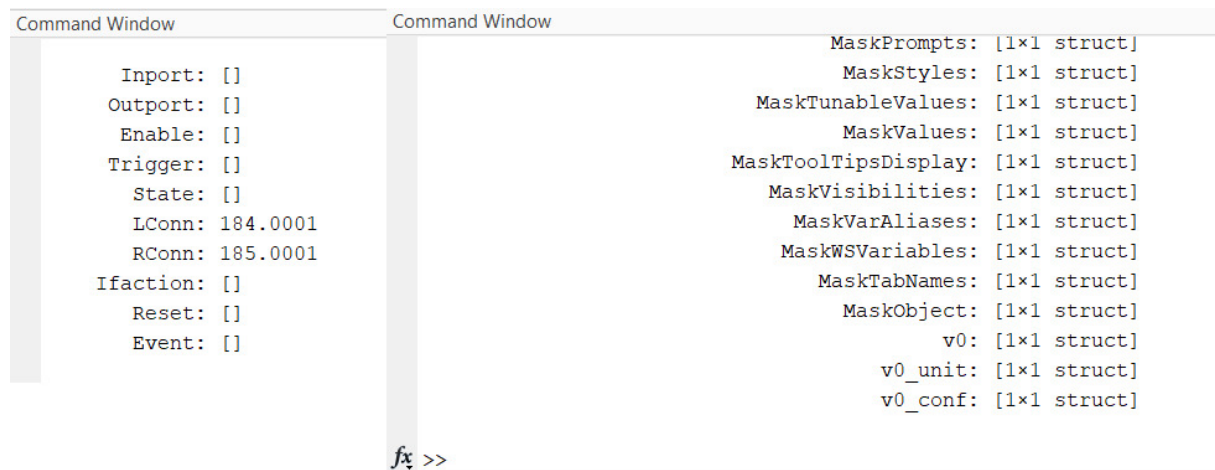 Command Window
Inport: []
Outport: []
Enable: []
Trigger: []
State: []
LConn: 184.0001
RConn: 185.0001
Ifaction: []
Reset: []
Event: []
Command Window
MaskPrompts: [1×1 struct]
MaskStyles: [1×1 struct]
MaskTunableValues: [1×1 struct]
MaskValues: [1×1 struct]
MaskToolTipsDisplay: [1×1 struct]
MaskVisibilities: [1×1 struct]
MaskVarAliases: [1×1 struct]
MaskWSVariables: [1×1 struct]
MaskTabNames: [1×1 struct]
MaskObject: [1×1 struct]
v0: [1×1 struct]
v0_unit: [1×1 struct]
v0_conf: [1×1 struct]
fx >>